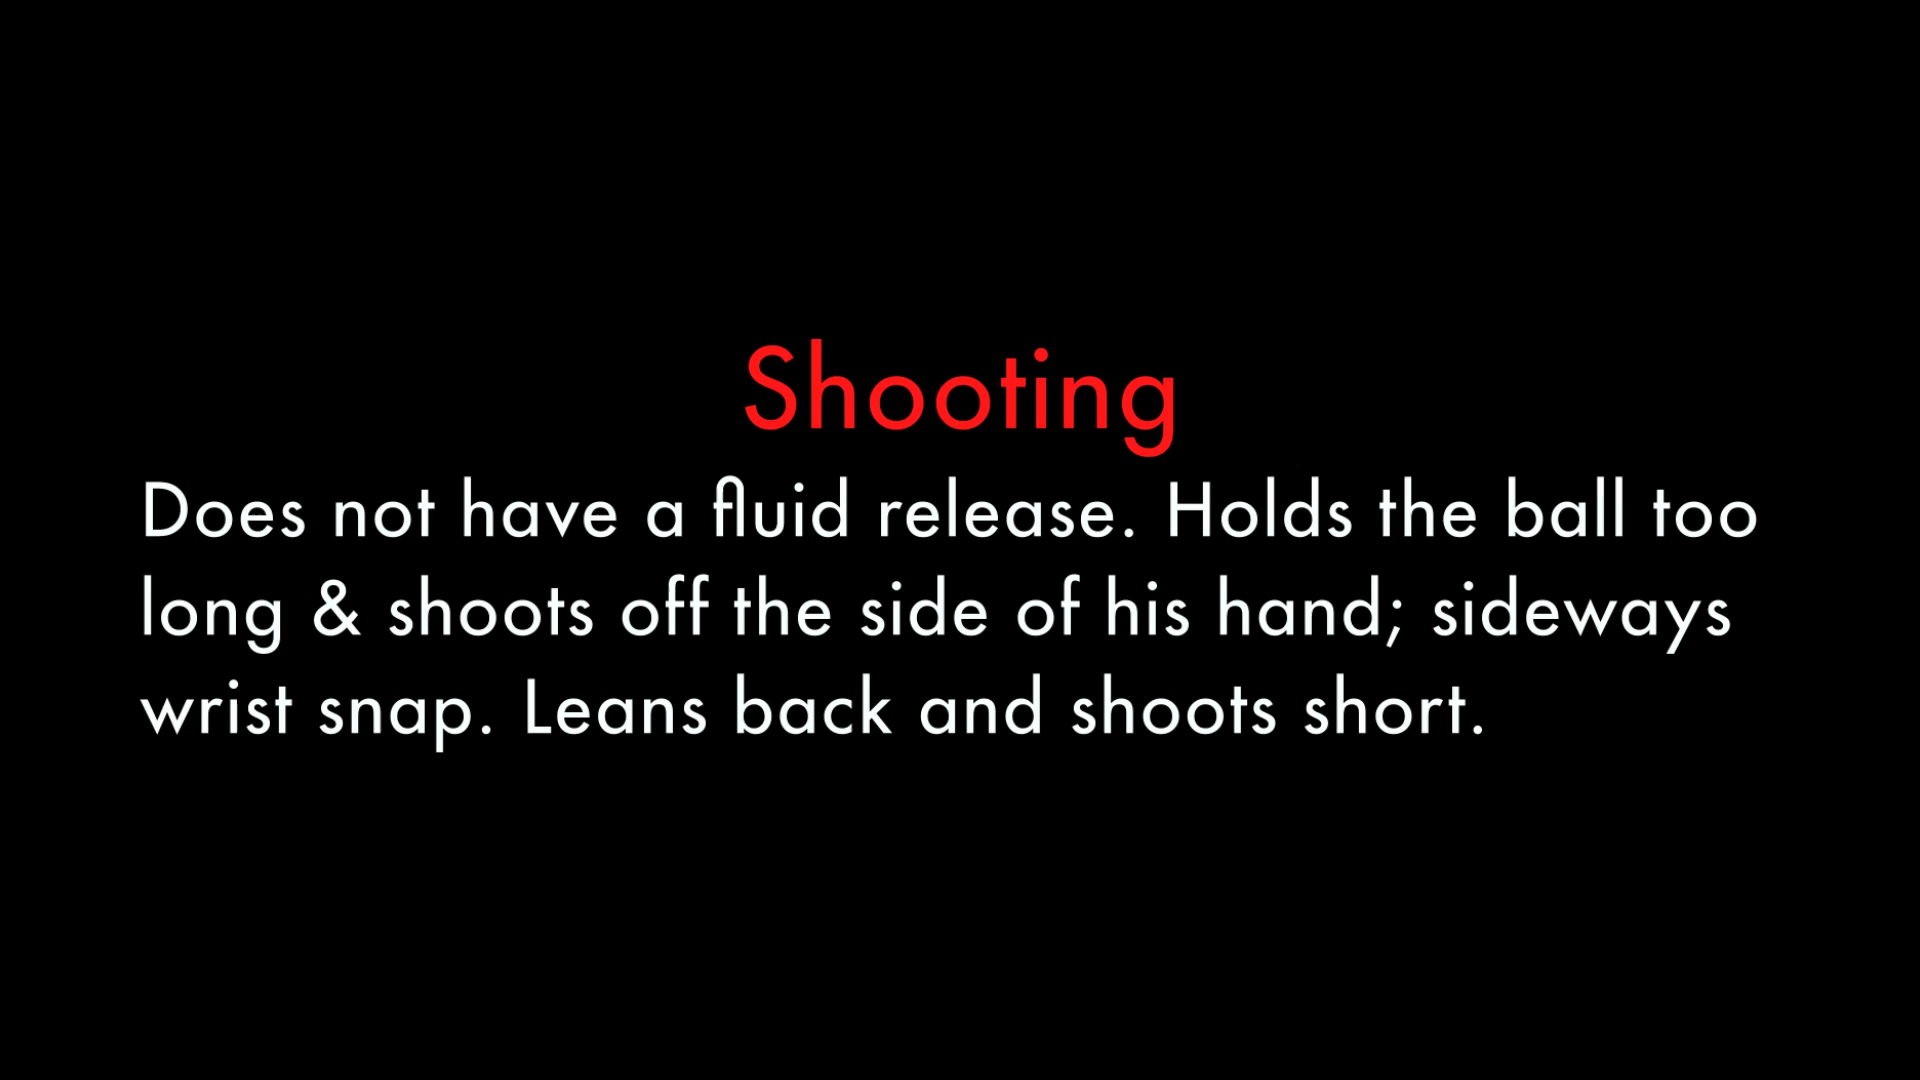 Shooting
Does not have a fluid release. Holds the ball too
long & shoots off the side of his hand; sideways
wrist snap. Leans back and shoots short.